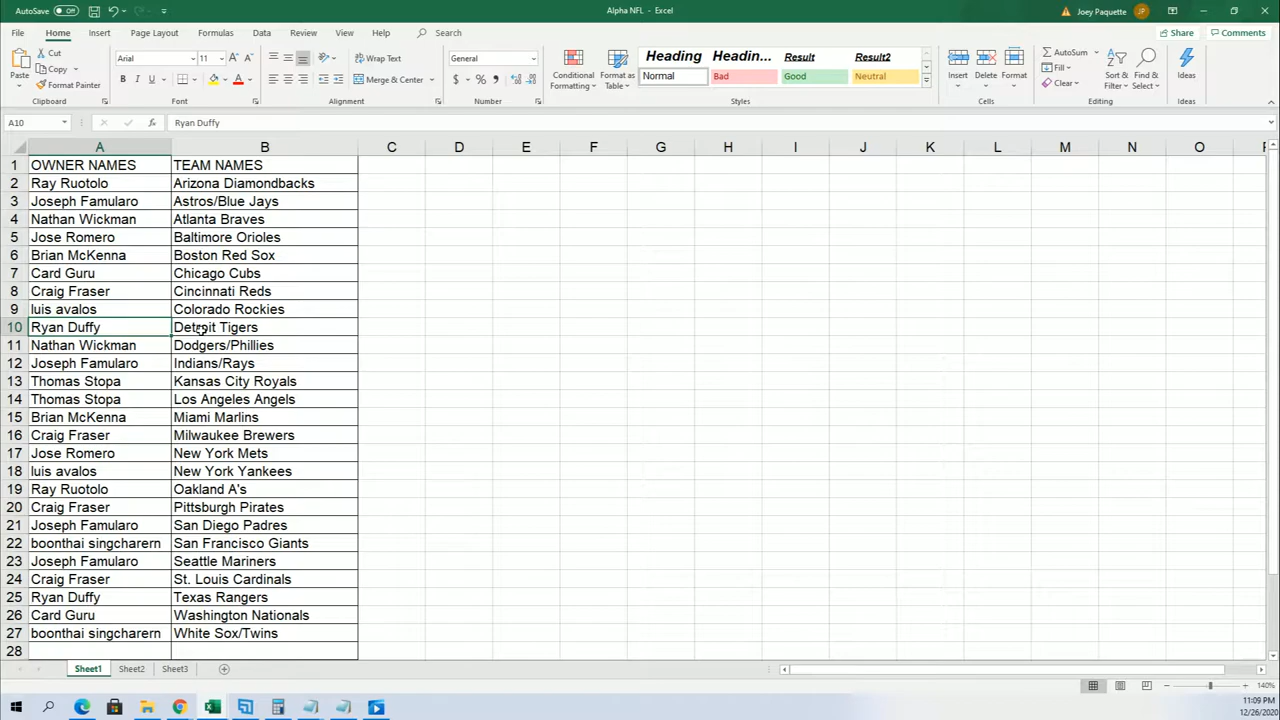 AutoSave Off
Alpha NFL - Excel
Joey Paquette JP
File Home Insert Page Layout Formulas Data Review View Help Search Share Comments
Paste Cut Copy Format Painter Clipboard
Arial 11 B I U A Font
Wrap Text Merge & Center Alignment
General $ % Number
Conditional Formatting Format as Table
Heading Headin... Result Result2
Normal Bad Good Neutral
Styles
Insert Delete Format Cells
AutoSum Fill Clear Sort & Filter Find & Select Editing
Ideas Ideas
A10 fx Ryan Duffy
A B C D E F G H I J K L M N O
1 OWNER NAMES TEAM NAMES
2 Ray Ruotolo Arizona Diamondbacks
3 Joseph Famularo Astros/Blue Jays
4 Nathan Wickman Atlanta Braves
5 Jose Romero Baltimore Orioles
6 Brian McKenna Boston Red Sox
7 Card Guru Chicago Cubs
8 Craig Fraser Cincinnati Reds
9 luis avalos Colorado Rockies
10 Ryan Duffy Detroit Tigers
11 Nathan Wickman Dodgers/Phillies
12 Joseph Famularo Indians/Rays
13 Thomas Stopa Kansas City Royals
14 Thomas Stopa Los Angeles Angels
15 Brian McKenna Miami Marlins
16 Craig Fraser Milwaukee Brewers
17 Jose Romero New York Mets
18 luis avalos New York Yankees
19 Ray Ruotolo Oakland A's
20 Craig Fraser Pittsburgh Pirates
21 Joseph Famularo San Diego Padres
22 boonthai singcharern San Francisco Giants
23 Joseph Famularo Seattle Mariners
24 Craig Fraser St. Louis Cardinals
25 Ryan Duffy Texas Rangers
26 Card Guru Washington Nationals
27 boonthai singcharern White Sox/Twins
28
Sheet1 Sheet2 Sheet3
140%
11:09 PM
12/26/2020